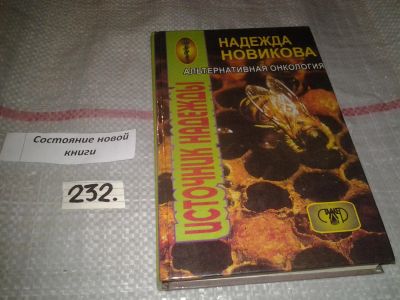 НАДЕЖДА
НОВИКОВА
АЛЬТЕРНАТИВНАЯ ОНКОЛОГИЯ
ИСТОЧНИК НАДЕЖДЫ
Состояние новой
книги
232.